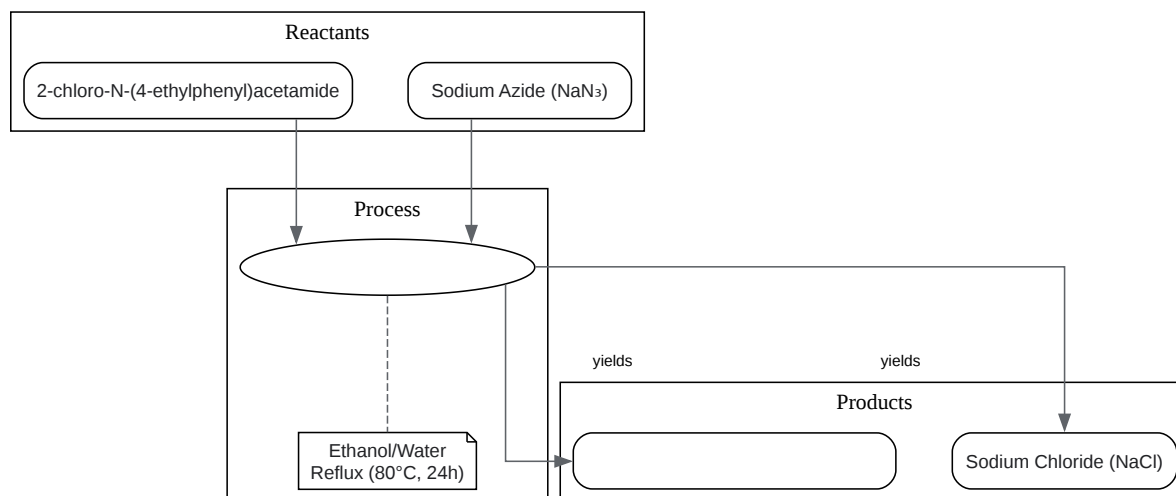 Reactants
2-chloro-N-(4-ethylphenyl)acetamide
Sodium Azide (NaN₃)
Process
yields
yields
Products
Ethanol/Water
Reflux (80°C, 24h)
Sodium Chloride (NaCl)